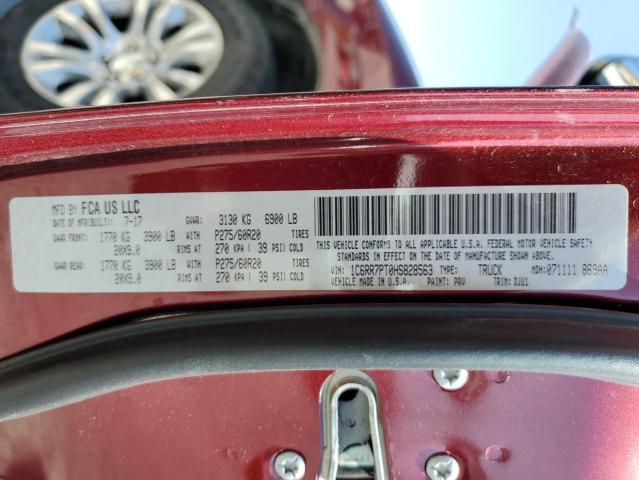 MFD BY FCA US LLC
DATE OF MFR(BUILT): 7-17 GVWR: 3130 KG 6900 LB
GAWR FRONT: 1770 KG 3900 LB WITH P275/60R20 TIRES
20X9.0 RIMS AT 270 KPA ( 39 PSI) COLD
GAWR REAR: 1770 KG 3900 LB WITH P275/60R20 TIRES
20X9.0 RIMS AT 270 KPA ( 39 PSI) COLD
THIS VEHICLE CONFORMS TO ALL APPLICABLE U.S.A. FEDERAL MOTOR VEHICLE SAFETY
STANDARDS IN EFFECT ON THE DATE OF MANUFACTURE SHOWN ABOVE.
VIN: 1C6RR7PT0HS828563 TYPE: TRUCK MDH: 071111 869AA
VEHICLE MADE IN U.S.A. PAINT: PRV TRIM: DJU1